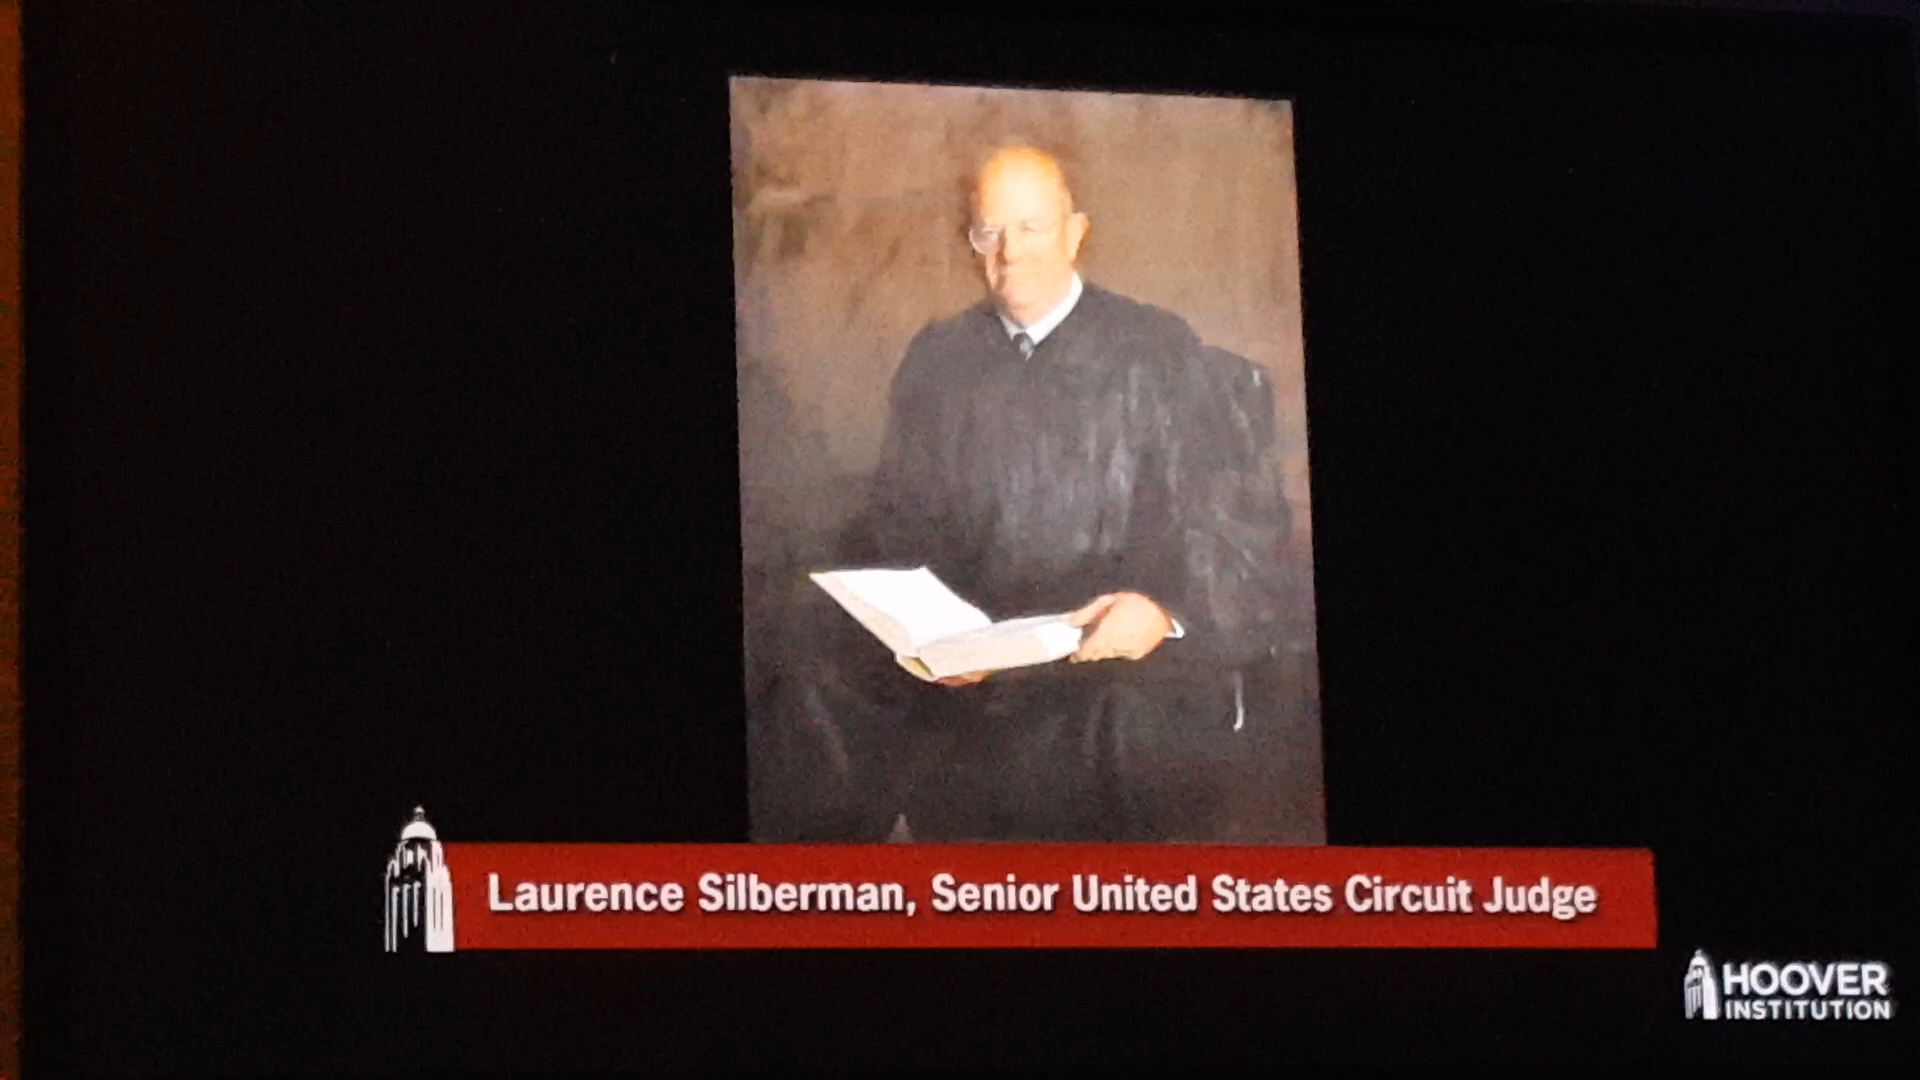 Laurence Silberman, Senior United States Circuit Judge
HOOVER
INSTITUTION